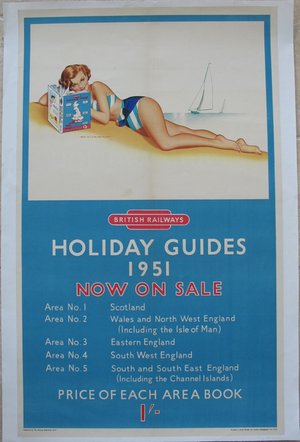 BRITISH RAILWAYS
HOLIDAY GUIDES
1951
NOW ON SALE
Area No. 1 Scotland
Area No. 2 Wales and North West England
(Including the Isle of Man)
Area No. 3 Eastern England
Area No. 4 South West England
Area No. 5 South and South East England
(Including the Channel Islands)
PRICE OF EACH AREA BOOK
1/-